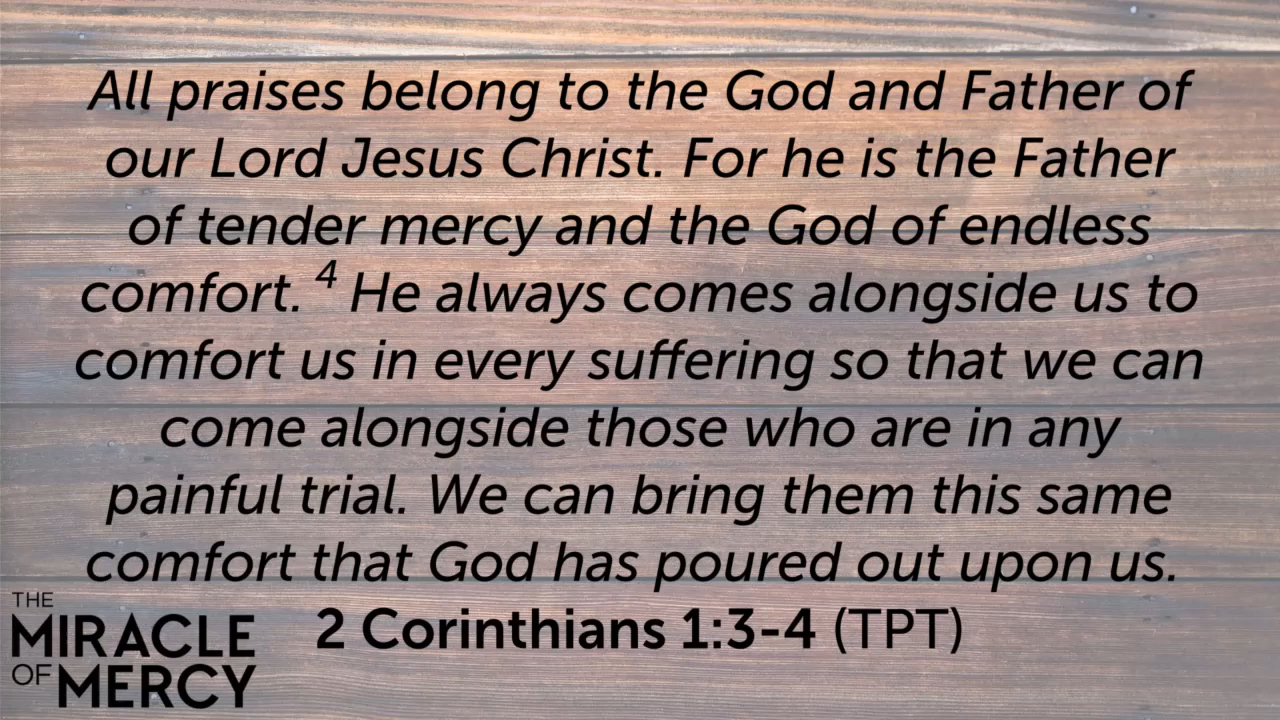 All praises belong to the God and Father of
our Lord Jesus Christ. For he is the Father
of tender mercy and the God of endless
comfort. 4 He always comes alongside us to
comfort us in every suffering so that we can
come alongside those who are in any
painful trial. We can bring them this same
comfort that God has poured out upon us.
2 Corinthians 1:3-4 (TPT)
THE
MIRACLE
OF MERCY